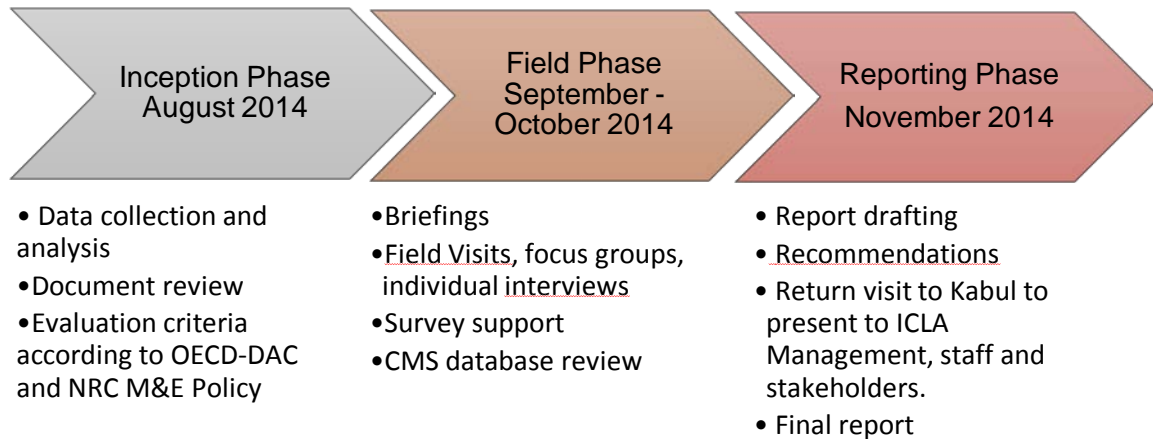 Inception Phase
August 2014
• Data collection and
analysis
•Document review
•Evaluation criteria
according to OECD-DAC
and NRC M&E Policy
Field Phase
September -
October 2014
•Briefings
•Field Visits, focus groups,
individual interviews
•Survey support
•CMS database review
Reporting Phase
November 2014
• Report drafting
• Recommendations
• Return visit to Kabul to
present to ICLA
Management, staff and
stakeholders.
• Final report